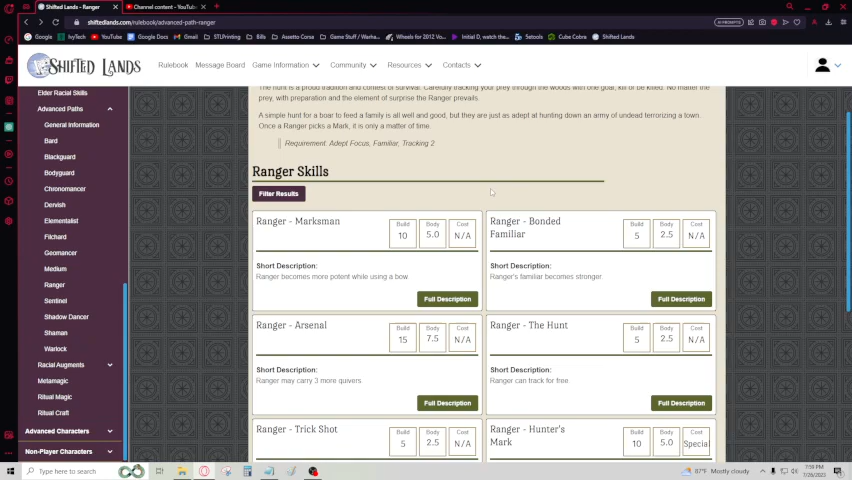 Shifted Lands - Ranger
Channel content - YouTub
shiftedlands.com/rulebook/advanced-path-ranger
AI PROMPTS
Google
IvyTech
YouTube
Google Docs
Gmail
STLPrinting
Bills
Assetto Corsa
Game Stuff / Warha...
Wheels for 2012 Vo...
Initial D, watch the...
5etools
Cube Cobra
Shifted Lands
SHIFTED LANDS
Rulebook
Message Board
Game Information
Community
Resources
Contacts
Elder Racial Skills
Advanced Paths
General Information
Bard
Blackguard
Bodyguard
Chronomancer
Dervish
Elementalist
Filchard
Geomancer
Medium
Ranger
Sentinel
Shadow Dancer
Shaman
Warlock
Racial Augments
Metamagic
Ritual Magic
Ritual Craft
Advanced Characters
Non-Player Characters
The hunt is a proud tradition and contest of survival. Carefully tracking your prey through the woods with one goal, kill or be killed. No matter the
prey, with preparation and the element of surprise the Ranger prevails.
A simple hunt for a boar to feed a family is all well and good, but they are just as adept at hunting down an army of undead terrorizing a town.
Once a Ranger picks a Mark, it is only a matter of time.
Requirement: Adept Focus, Familiar, Tracking 2
Ranger Skills
Filter Results
Ranger - Marksman
Build
10
Body
5.0
Cost
N/A
Short Description:
Ranger becomes more potent while using a bow
Full Description
Ranger - Bonded
Familiar
Build
5
Body
2.5
Cost
N/A
Short Description:
Ranger's familiar becomes stronger
Full Description
Ranger - Arsenal
Build
15
Body
7.5
Cost
N/A
Short Description:
Ranger may carry 3 more quivers
Full Description
Ranger - The Hunt
Build
5
Body
2.5
Cost
N/A
Short Description:
Ranger can track for free.
Full Description
Ranger - Trick Shot
Build
5
Body
2.5
Cost
N/A
Ranger - Hunter's
Mark
Build
10
Body
5.0
Cost
Special
Type here to search
87°F Mostly cloudy
7:59 PM
7/26/2022